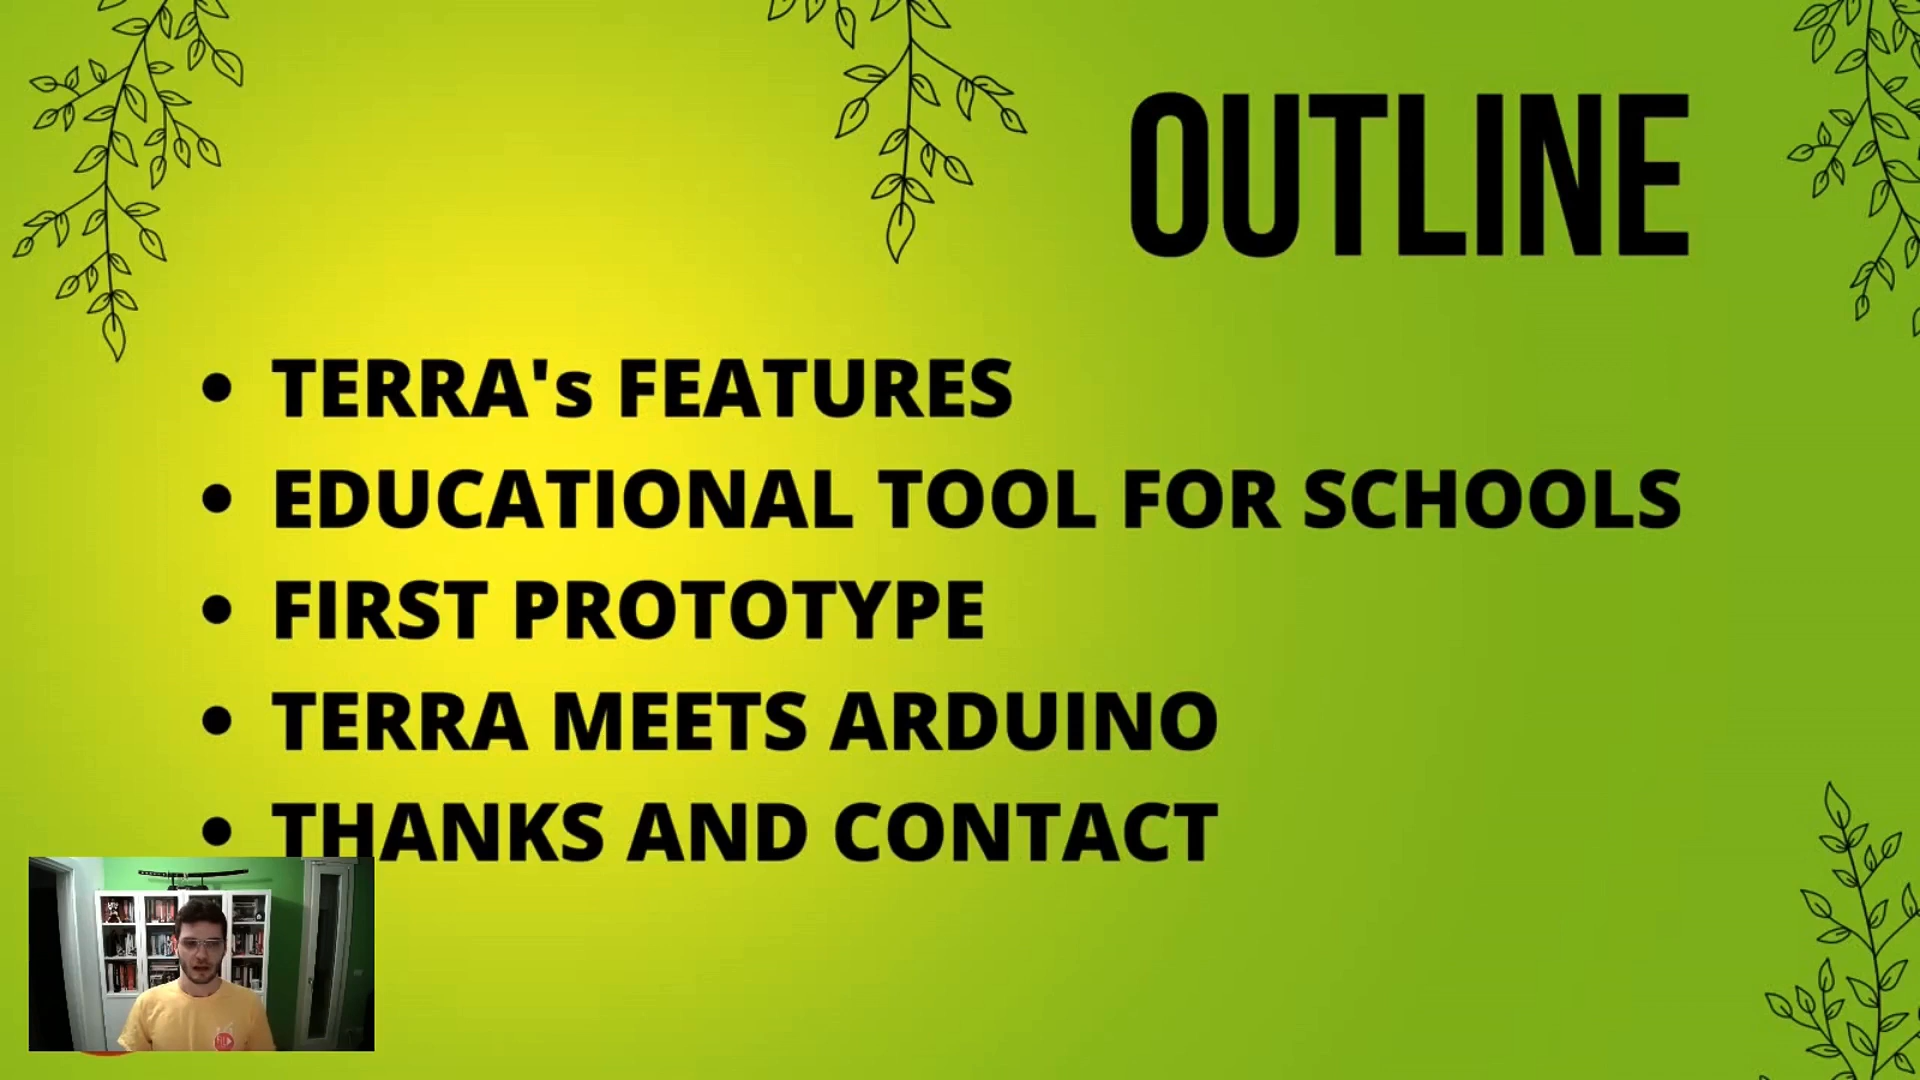 OUTLINE
• TERRA's FEATURES
• EDUCATIONAL TOOL FOR SCHOOLS
• FIRST PROTOTYPE
• TERRA MEETS ARDUINO
• THANKS AND CONTACT